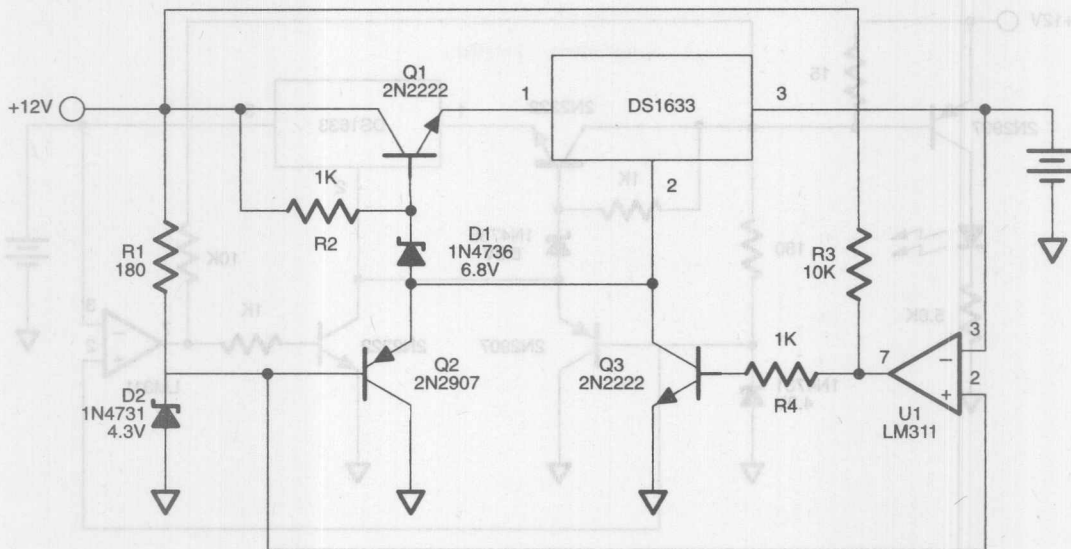 Q1
2N2222
+12V
1
DS1633
3
2
1K
R2
D1
1N4736
6.8V
R1
180
R3
10K
Q2
2N2907
Q3
2N2222
1K
R4
7
3
2
−
+
U1
LM311
D2
1N4731
4.3V